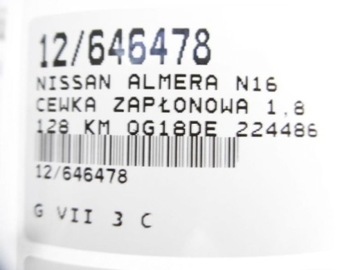 12/646478
NISSAN ALMERA N16
CEWKA ZAPŁONOWA 1,8
128 KM QG18DE 224486
12/646478
G VII 3 C